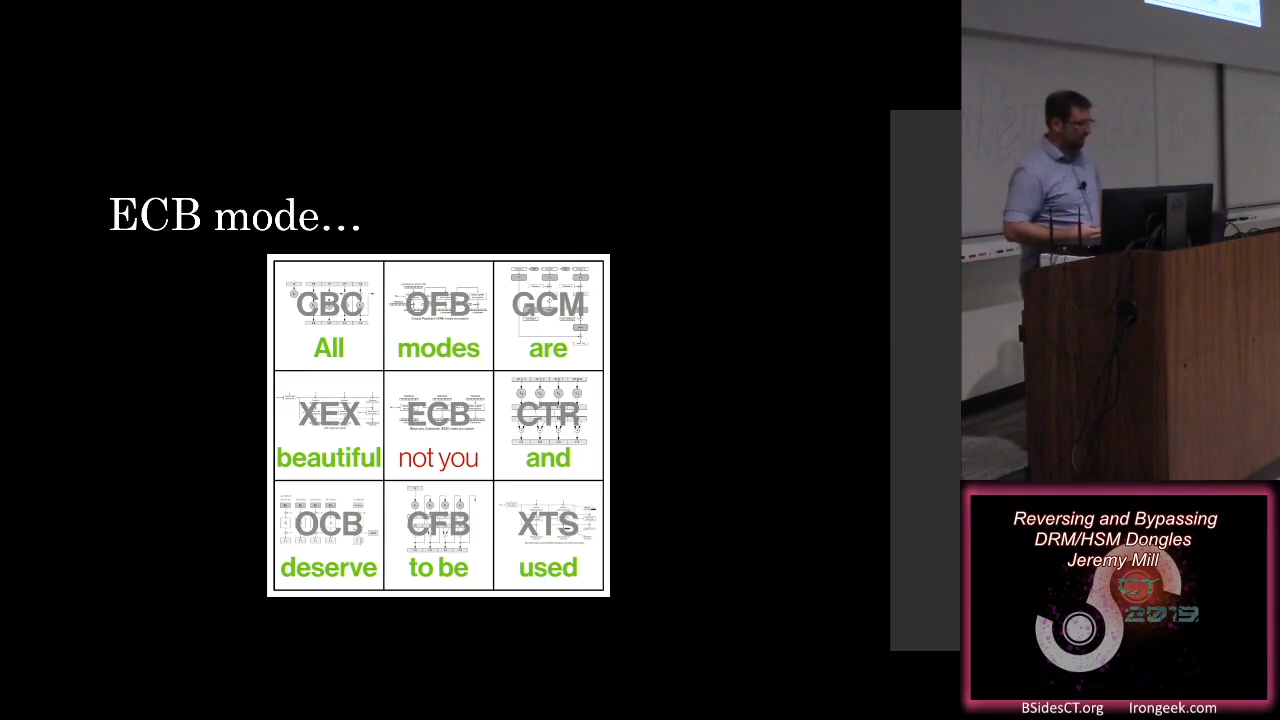 ECB mode...
CBC
OFB
GCM
All
modes
are
XEX
ECB
CTR
beautiful
not you
and
OCB
CFB
XTS
deserve
to be
used
Reversing and Bypassing
DRM/HSM Dongles
Jeremy Mill
CT
2019
BSidesCT.org
Irongeek.com